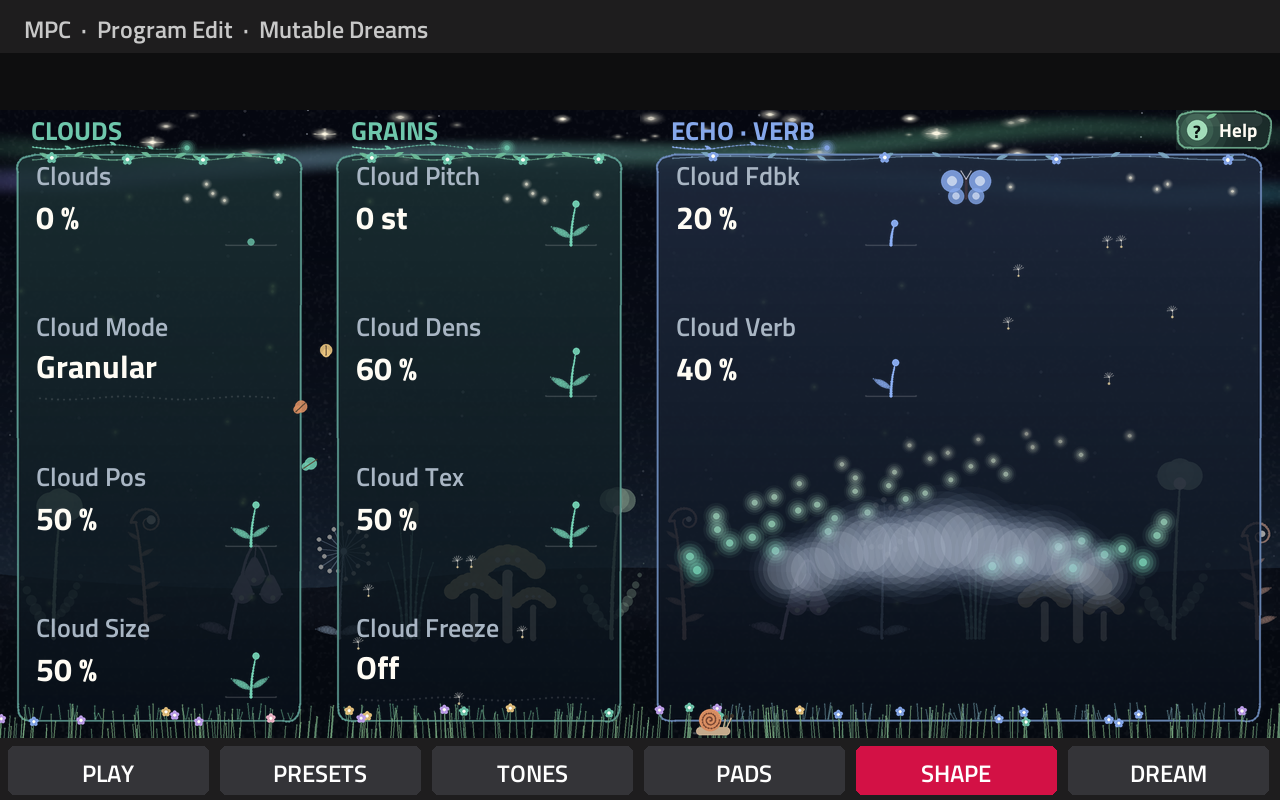 MPC · Program Edit · Mutable Dreams
CLOUDS
GRAINS
ECHO · VERB
? Help
Clouds
0 %
Cloud Mode
Granular
Cloud Pos
50 %
Cloud Size
50 %
Cloud Pitch
0 st
Cloud Dens
60 %
Cloud Tex
50 %
Cloud Freeze
Off
Cloud Fdbk
20 %
Cloud Verb
40 %
PLAY
PRESETS
TONES
PADS
SHAPE
DREAM